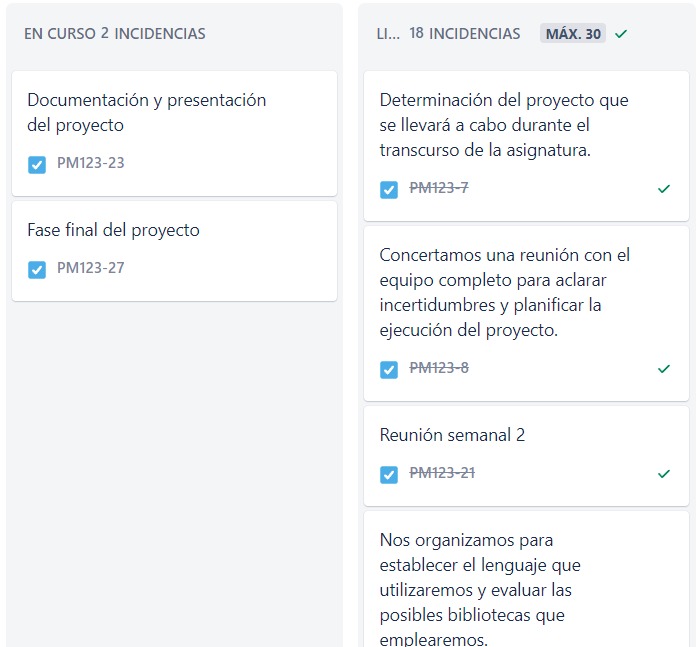 EN CURSO 2 INCIDENCIAS
Documentación y presentación
del proyecto
PM123-23
Fase final del proyecto
PM123-27
LI... 18 INCIDENCIAS MÁX. 30
Determinación del proyecto que
se llevará a cabo durante el
transcurso de la asignatura.
PM123-7
Concertamos una reunión con el
equipo completo para aclarar
incertidumbres y planificar la
ejecución del proyecto.
PM123-8
Reunión semanal 2
PM123-21
Nos organizamos para
establecer el lenguaje que
utilizaremos y evaluar las
posibles bibliotecas que
emplearemos.